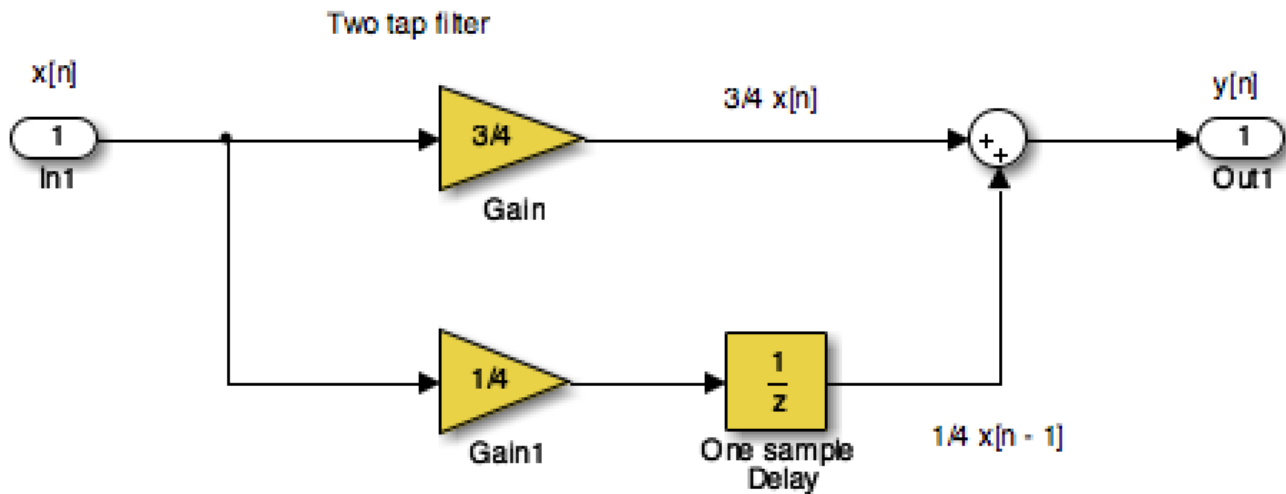 Two tap filter
x[n]
3/4 x[n]
y[n]
1
3/4
+
+
1
In1
Out1
Gain
1/4
1
z
Gain1
One sample
Delay
1/4 x[n - 1]